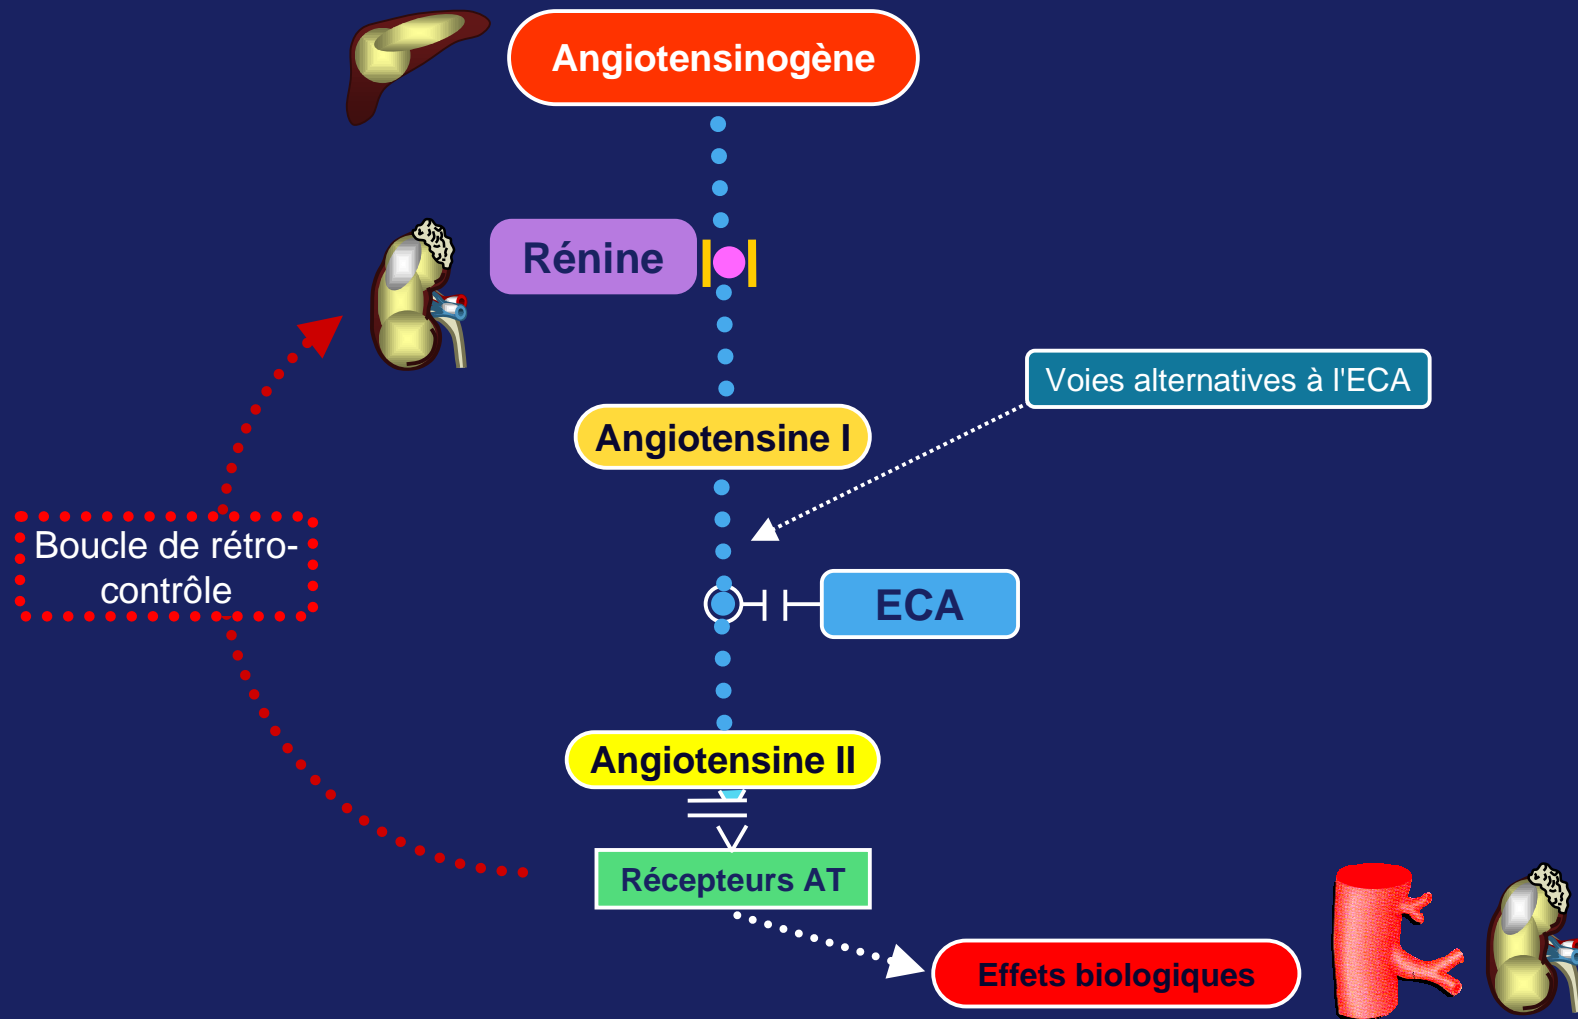 Angiotensinogène
Rénine
Voies alternatives à l'ECA
Angiotensine I
Boucle de rétro-
contrôle
ECA
Angiotensine II
Récepteurs AT
Effets biologiques